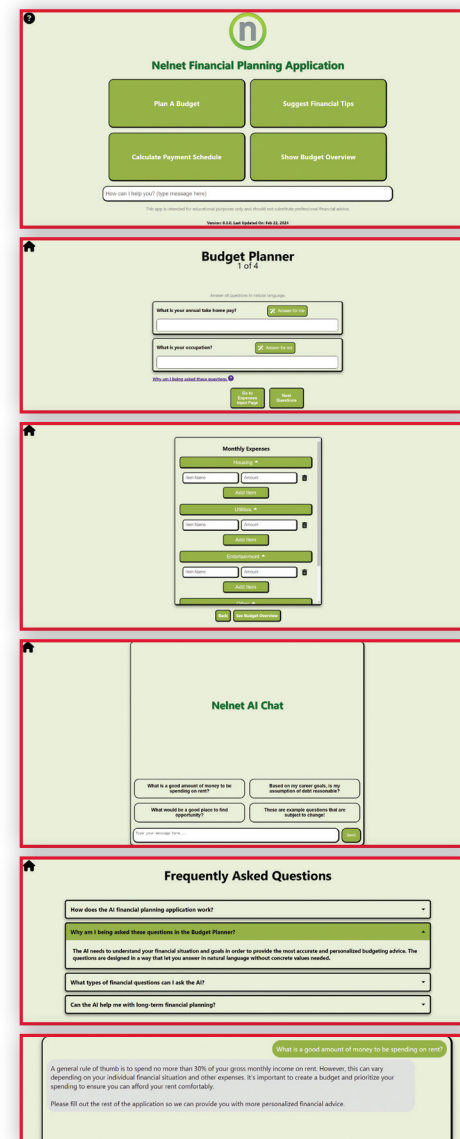 ?
n
Nelnet Financial Planning Application
Plan A Budget
Suggest Financial Tips
Calculate Payment Schedule
Show Budget Overview
How can I help you? (type message here)
This app is intended for educational purposes only and should not substitute professional financial advice.
Version: 0.3.0, Last Updated On: Feb 22, 2024
Budget Planner
1 of 4
Answer all questions in natural language.
What is your annual take home pay?
Answer for me
What is your occupation?
Answer for me
Why am I being asked these questions ?
Go to Expenses Input Page
Next Questions
Monthly Expenses
Housing
Item Name
Amount
Add Item
Utilities
Item Name
Amount
Add Item
Entertainment
Item Name
Amount
Add Item
Back
See Budget Overview
Nelnet AI Chat
What is a good amount of money to be
spending on rent?
Based on my career goals, is my
assumption of debt reasonable?
What would be a good place to find
opportunity?
These are example questions that are
subject to change!
Type your message here...
Send
Frequently Asked Questions
How does the AI financial planning application work?
Why am I being asked these questions in the Budget Planner?
The AI needs to understand your financial situation and goals in order to provide the most accurate and personalized budgeting advice. The
questions are designed in a way that let you answer in natural language without concrete values needed.
What types of financial questions can I ask the AI?
Can the AI help me with long-term financial planning?
What is a good amount of money to be spending on rent?
A general rule of thumb is to spend no more than 30% of your gross monthly income on rent. However, this can vary
depending on your individual financial situation and other expenses. It's important to create a budget and prioritize your
spending to ensure you can afford your rent comfortably.
Please fill out the rest of the application so we can provide you with more personalized financial advice.